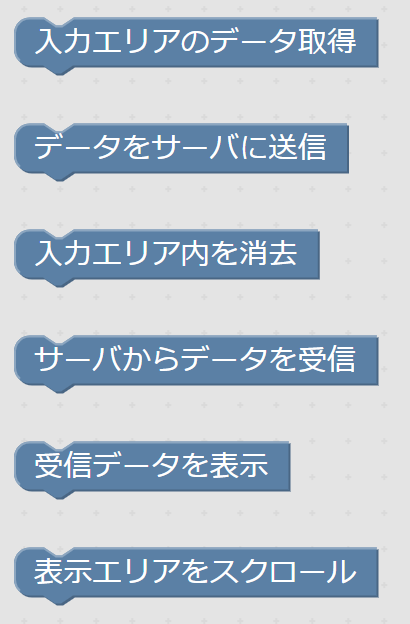 入力エリアのデータ取得
データをサーバに送信
入力エリア内を消去
サーバからデータを受信
受信データを表示
表示エリアをスクロール